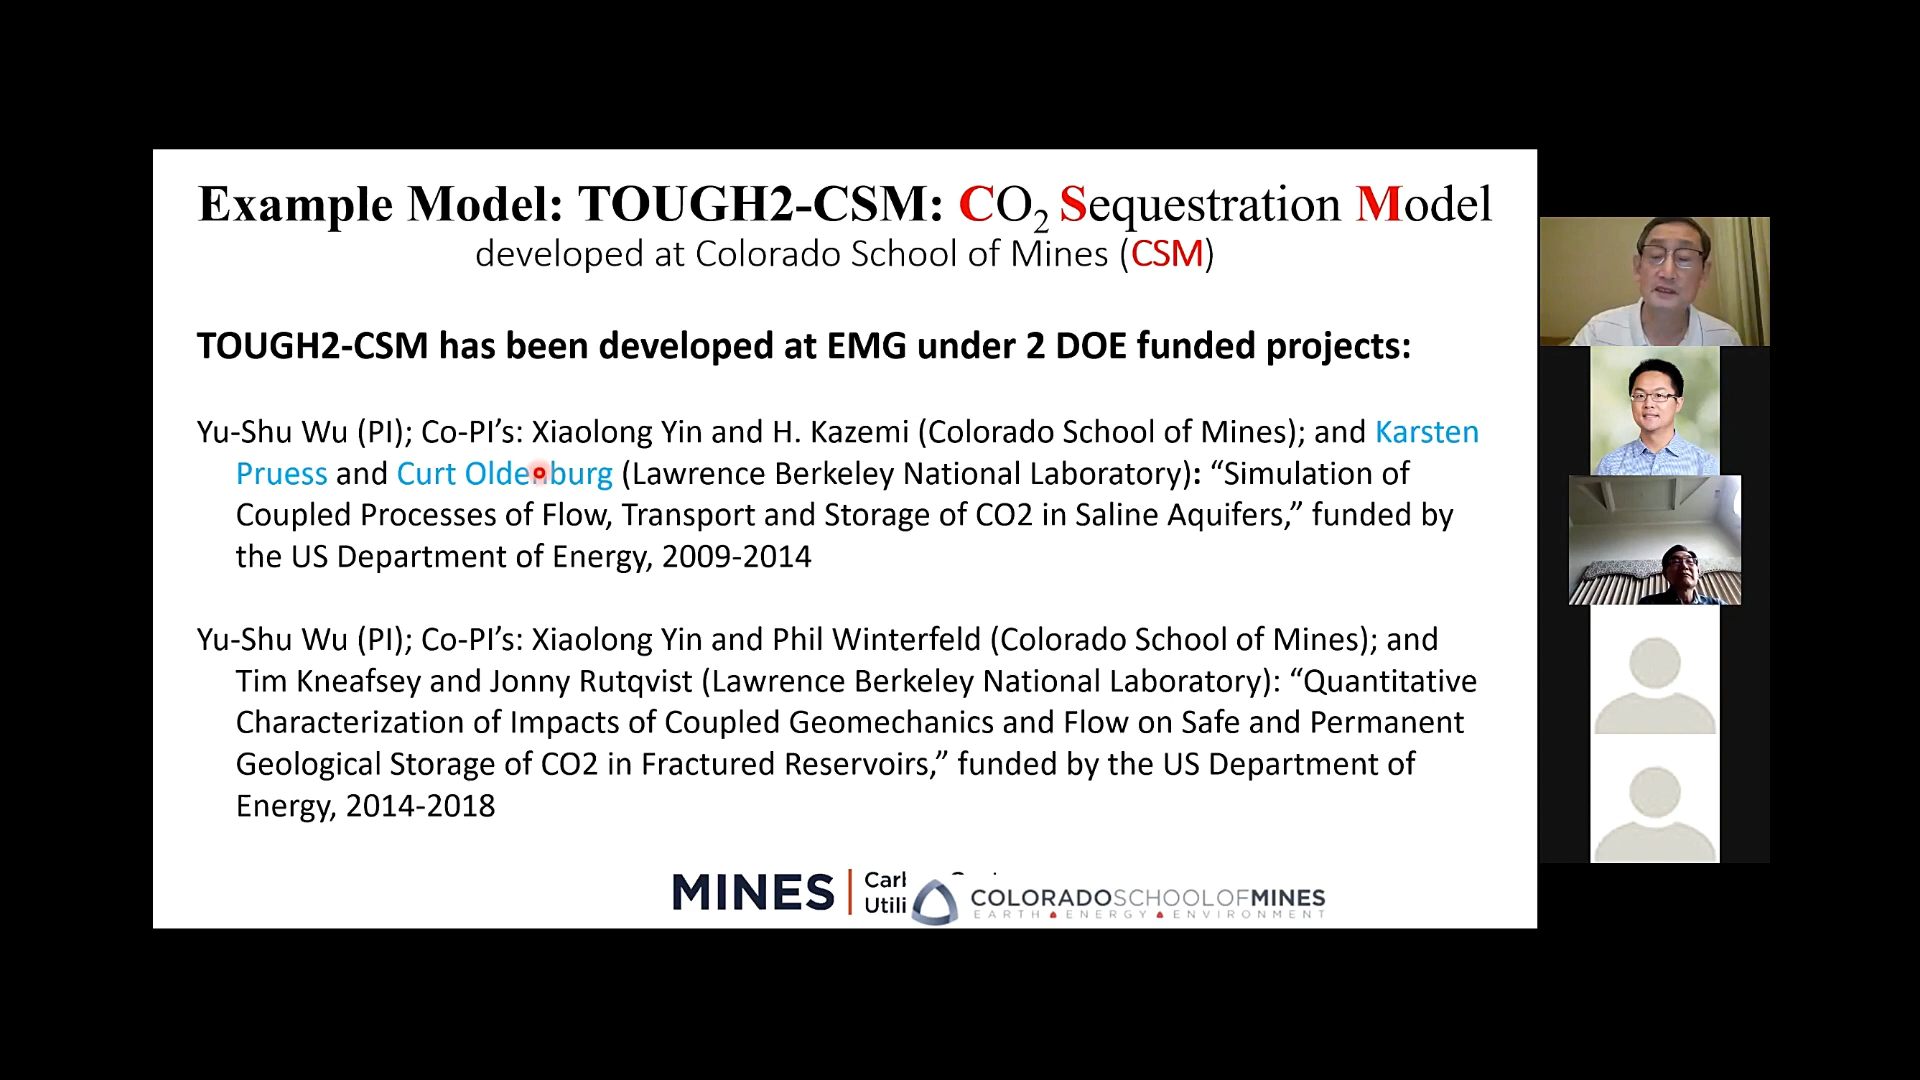 Example Model: TOUGH2-CSM: CO₂ Sequestration Model
developed at Colorado School of Mines (CSM)
TOUGH2-CSM has been developed at EMG under 2 DOE funded projects:
Yu-Shu Wu (PI); Co-PI’s: Xiaolong Yin and H. Kazemi (Colorado School of Mines); and Karsten
Pruess and Curt Oldenburg (Lawrence Berkeley National Laboratory): “Simulation of
Coupled Processes of Flow, Transport and Storage of CO2 in Saline Aquifers,” funded by
the US Department of Energy, 2009-2014
Yu-Shu Wu (PI); Co-PI’s: Xiaolong Yin and Phil Winterfeld (Colorado School of Mines); and
Tim Kneafsey and Jonny Rutqvist (Lawrence Berkeley National Laboratory): “Quantitative
Characterization of Impacts of Coupled Geomechanics and Flow on Safe and Permanent
Geological Storage of CO2 in Fractured Reservoirs,” funded by the US Department of
Energy, 2014-2018
MINES
COLORADOSCHOOLOFMINES
EARTH ENERGY ENVIRONMENT